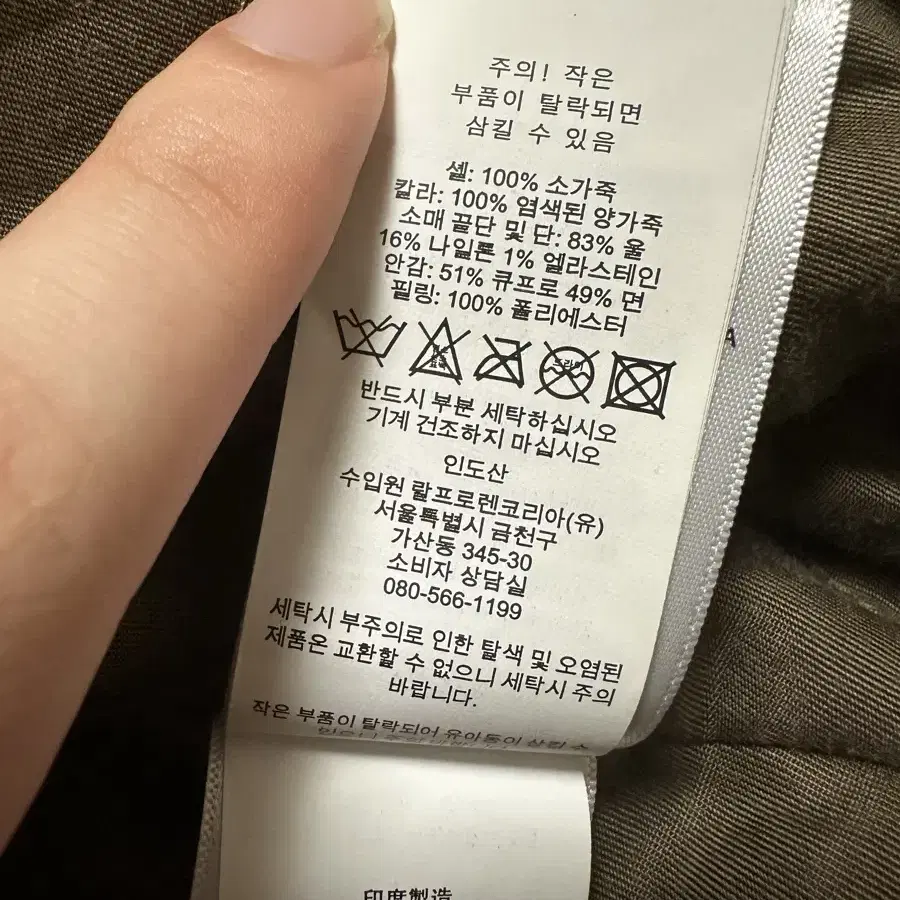 주의! 작은
부품이 탈락되면
삼킬 수 있음
셸: 100% 소가죽
칼라: 100% 염색된 양가죽
소매 끝단 및 단: 83% 울
16% 나일론 1% 엘라스테인
안감: 51% 큐프로 49% 면
필링: 100% 폴리에스터
드라이
반드시 부분 세탁하십시오
기계 건조하지 마십시오
인도산
수입원 랄프로렌코리아(유)
서울특별시 금천구
가산동 345-30
소비자 상담실
080-566-1199
세탁시 부주의로 인한 탈색 및 오염된
제품은 교환할 수 없으니 세탁시 주의
바랍니다.
작은 부품이 탈락되어 유아동이 삼킬 수
印度製造
A